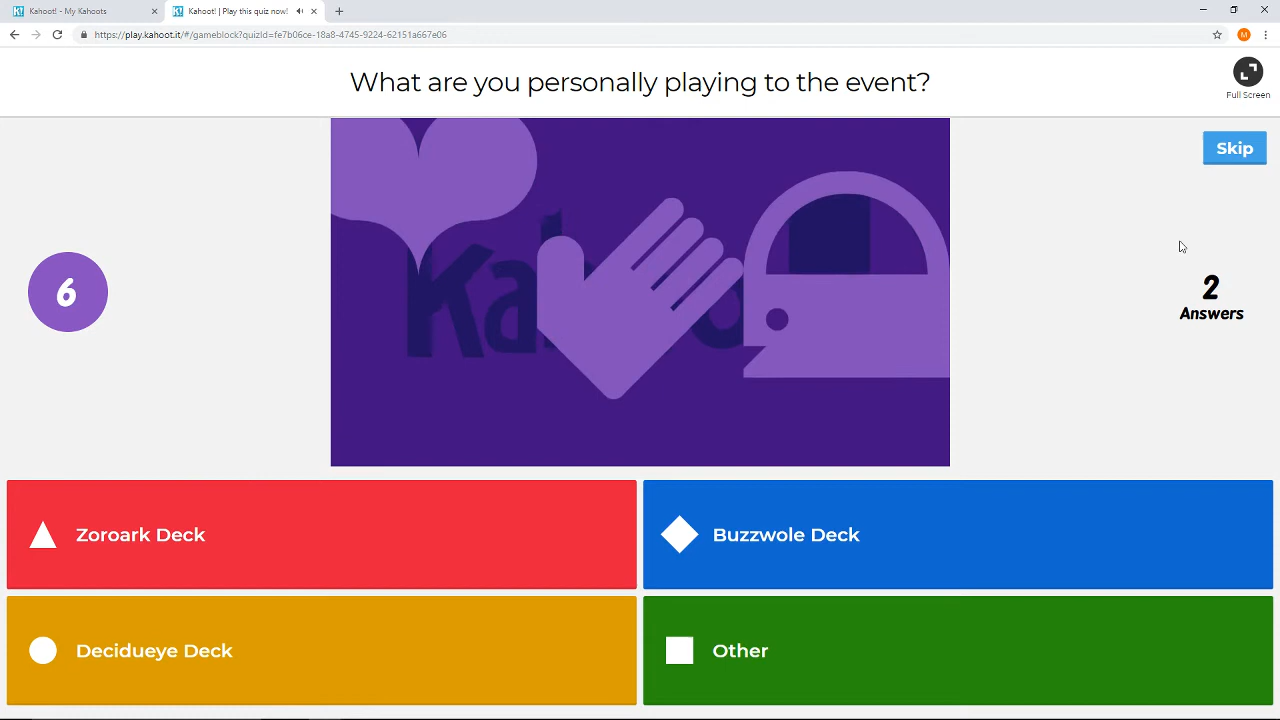 Kahoot! - My Kahoots
Kahoot! | Play this quiz now!
https://play.kahoot.it/#/gameblock?quizId=fe7b06ce-18a8-4745-9224-62151a667e06
M
What are you personally playing to the event?
Full Screen
Skip
6
2
Answers
Zoroark Deck
Buzzwole Deck
Decidueye Deck
Other